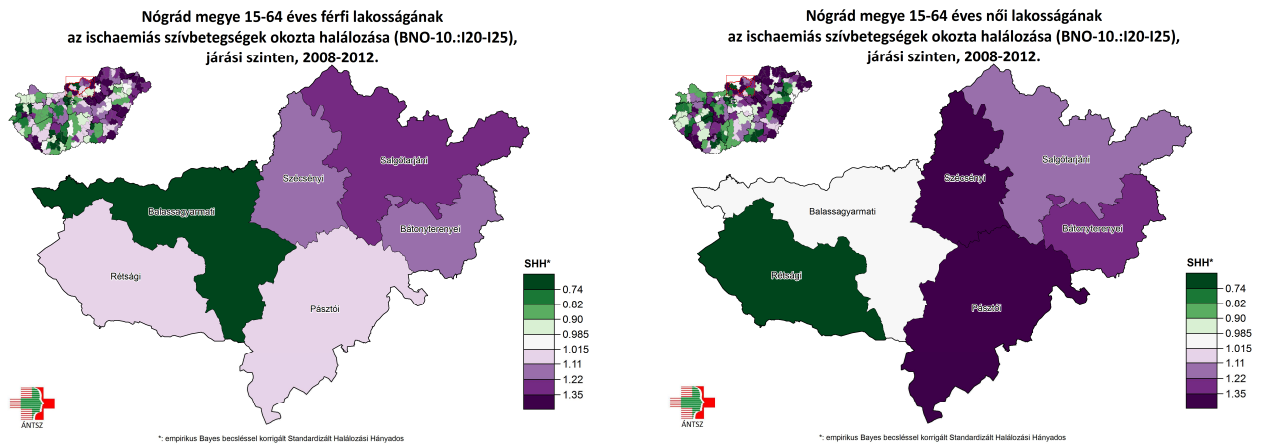 Nógrád megye 15-64 éves férfi lakosságának
az ischaemiás szívbetegségek okozta halálozása (BNO-10.:I20-I25),
járási szinten, 2008-2012.
Salgótarjáni
Szécsényi
Bátonyterenyei
Balassagyarmati
Rétsági
Pásztói
SHH*
0.74
0.02
0.90
0.985
1.015
1.11
1.22
1.35
ÁNTSZ
*: empirikus Bayes becsléssel korrigált Standardizált Halálozási Hányados
Nógrád megye 15-64 éves női lakosságának
az ischaemiás szívbetegségek okozta halálozása (BNO-10.:I20-I25),
járási szinten, 2008-2012.
Salgótarjáni
Szécsényi
Balassagyarmati
Bátonyterenyei
Rétsági
Pásztói
SHH*
0.74
0.02
0.90
0.985
1.015
1.11
1.22
1.35
ÁNTSZ
*: empirikus Bayes becsléssel korrigált Standardizált Halálozási Hányados